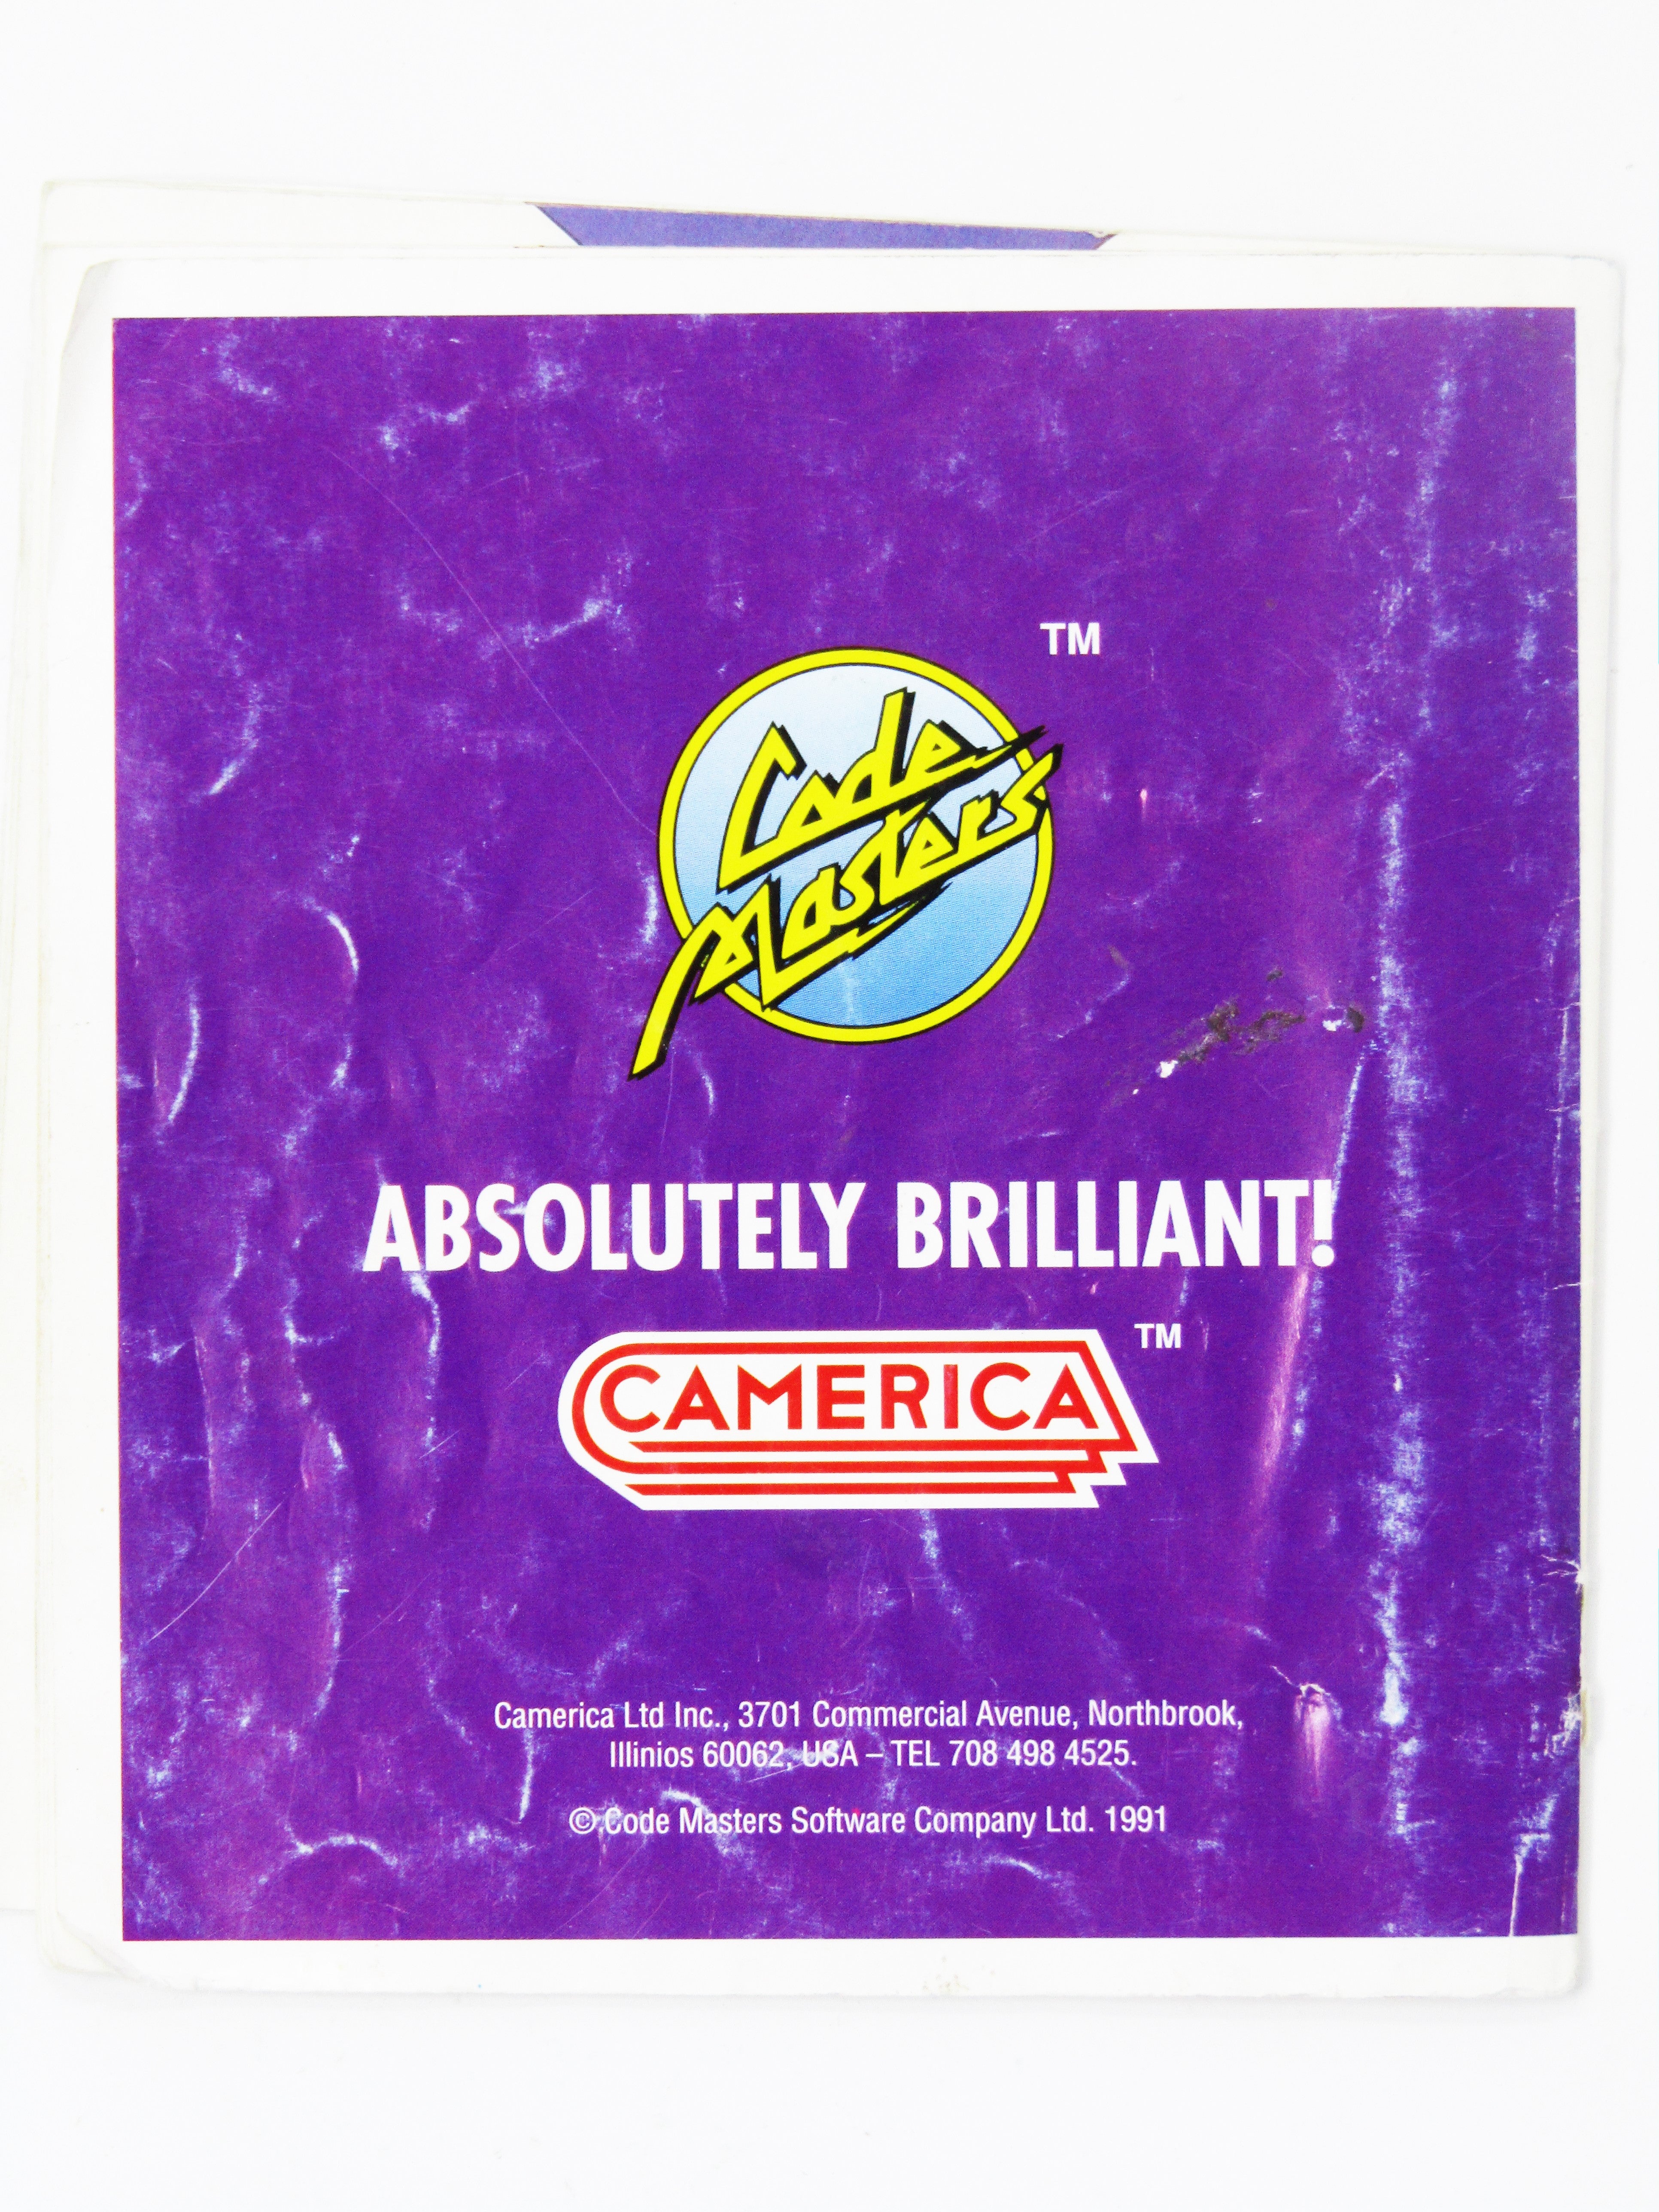 TM
Code
Masters
ABSOLUTELY BRILLIANT!
CAMERICA TM
Camerica Ltd Inc., 3701 Commercial Avenue, Northbrook,
Illinios 60062, USA – TEL 708 498 4525.
© Code Masters Software Company Ltd. 1991